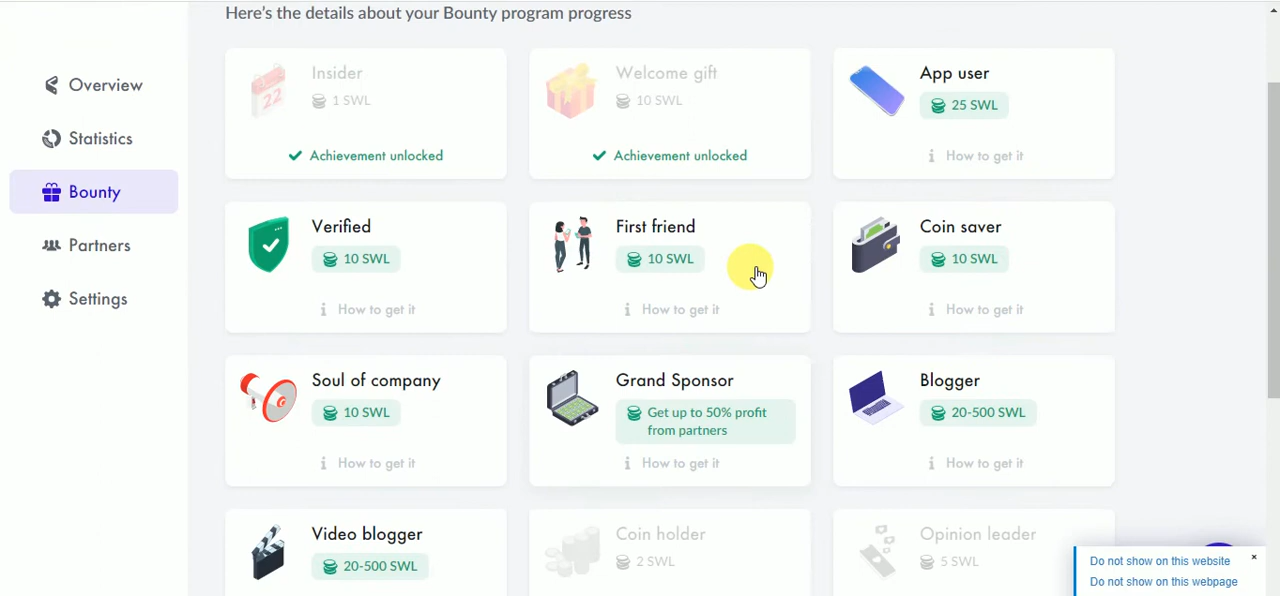 Here's the details about your Bounty program progress
Overview
Statistics
Bounty
Partners
Settings
Insider
1 SWL
Achievement unlocked
Welcome gift
10 SWL
Achievement unlocked
App user
25 SWL
How to get it
Verified
10 SWL
How to get it
First friend
10 SWL
How to get it
Coin saver
10 SWL
How to get it
Soul of company
10 SWL
How to get it
Grand Sponsor
Get up to 50% profit
from partners
How to get it
Blogger
20-500 SWL
How to get it
Video blogger
20-500 SWL
Coin holder
2 SWL
Opinion leader
5 SWL
Do not show on this website
Do not show on this webpage